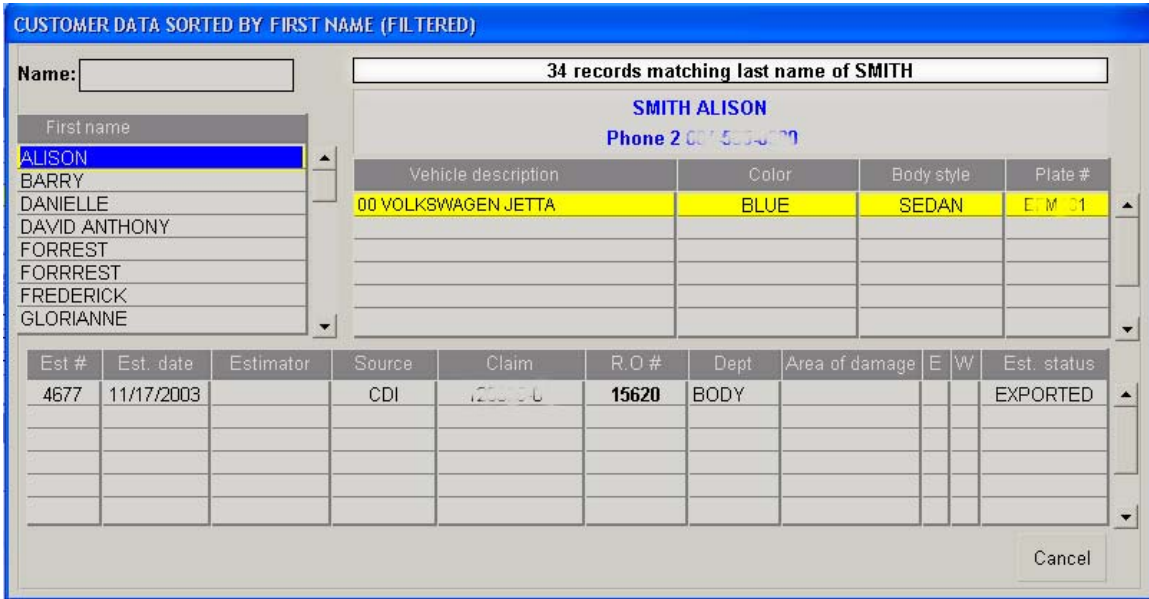 CUSTOMER DATA SORTED BY FIRST NAME (FILTERED)
Name:
34 records matching last name of SMITH
SMITH ALISON
Phone 2
First name
ALISON
BARRY
DANIELLE
DAVID ANTHONY
FORREST
FORRREST
FREDERICK
GLORIANNE
Vehicle description Color Body style Plate #
00 VOLKSWAGEN JETTA BLUE SEDAN
Est # Est. date Estimator Source Claim R.O # Dept Area of damage E W Est. status
4677 11/17/2003 CDI 15620 BODY EXPORTED
Cancel